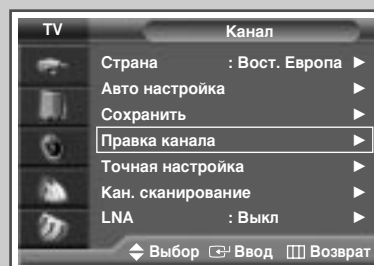 TV Канал
Страна : Вост. Европа ►
Авто настройка ►
Сохранить ►
Правка канала ►
Точная настройка ►
Кан. сканирование ►
LNA : Выкл ►
Выбор Ввод Возврат